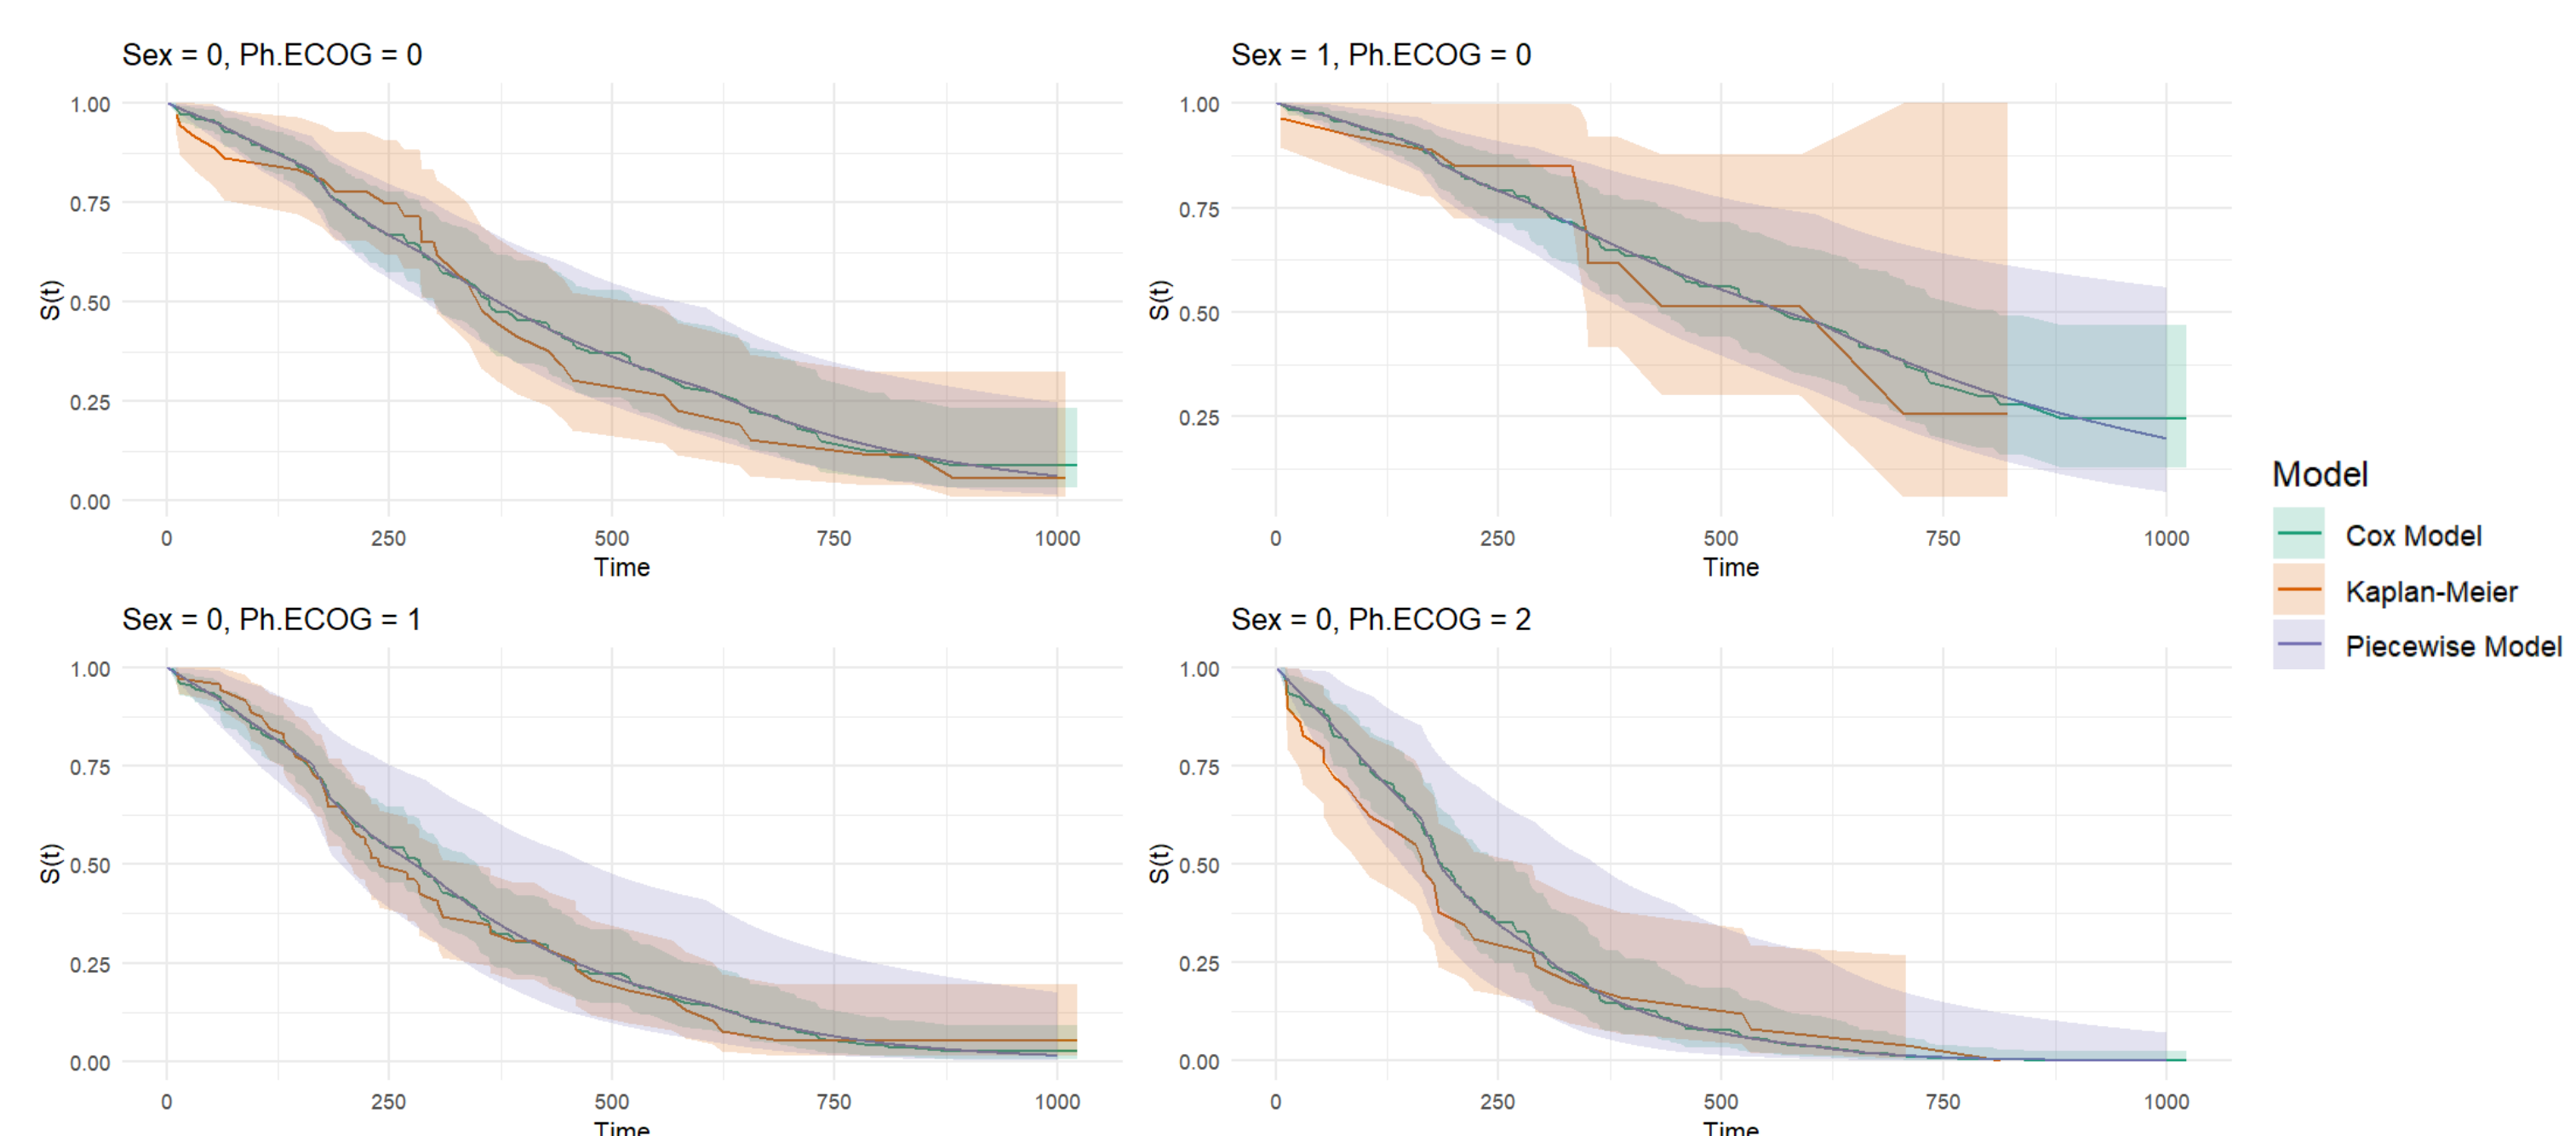 Sex = 0, Ph.ECOG = 0
1.00
0.75
0.50
0.25
0.00
S(t)
0 250 500 750 1000
Time
Sex = 1, Ph.ECOG = 0
1.00
0.75
0.50
0.25
S(t)
0 250 500 750 1000
Time
Sex = 0, Ph.ECOG = 1
1.00
0.75
0.50
0.25
0.00
S(t)
0 250 500 750 1000
Time
Sex = 0, Ph.ECOG = 2
1.00
0.75
0.50
0.25
0.00
S(t)
0 250 500 750 1000
Time
Model
Cox Model
Kaplan-Meier
Piecewise Model